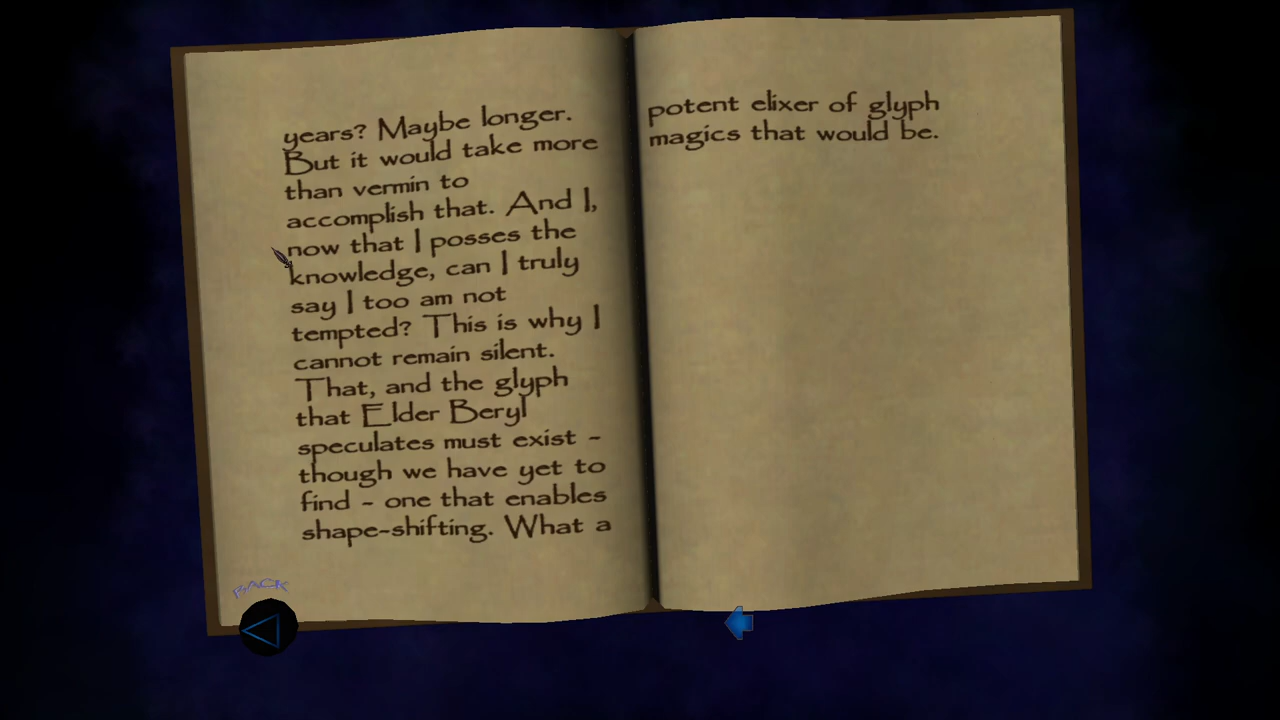 years? Maybe longer.
But it would take more
than vermin to
accomplish that. And I,
now that I posses the
knowledge, can I truly
say I too am not
tempted? This is why I
cannot remain silent.
That, and the glyph
that Elder Beryl
speculates must exist -
though we have yet to
find - one that enables
shape-shifting. What a
potent elixer of glyph
magics that would be.
BACK